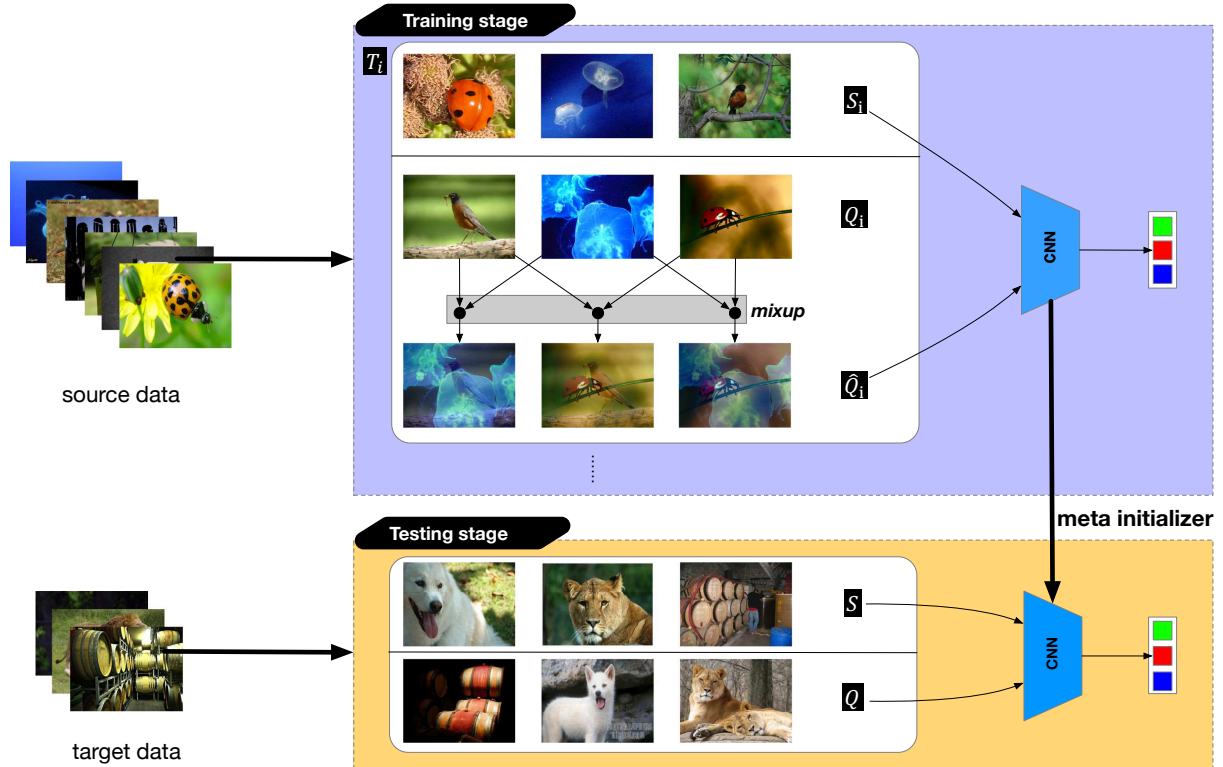 Training stage
T_i
S_i
Q_i
CNN
mixup
Q̂_i
source data
meta initializer
Testing stage
S
CNN
Q
target data